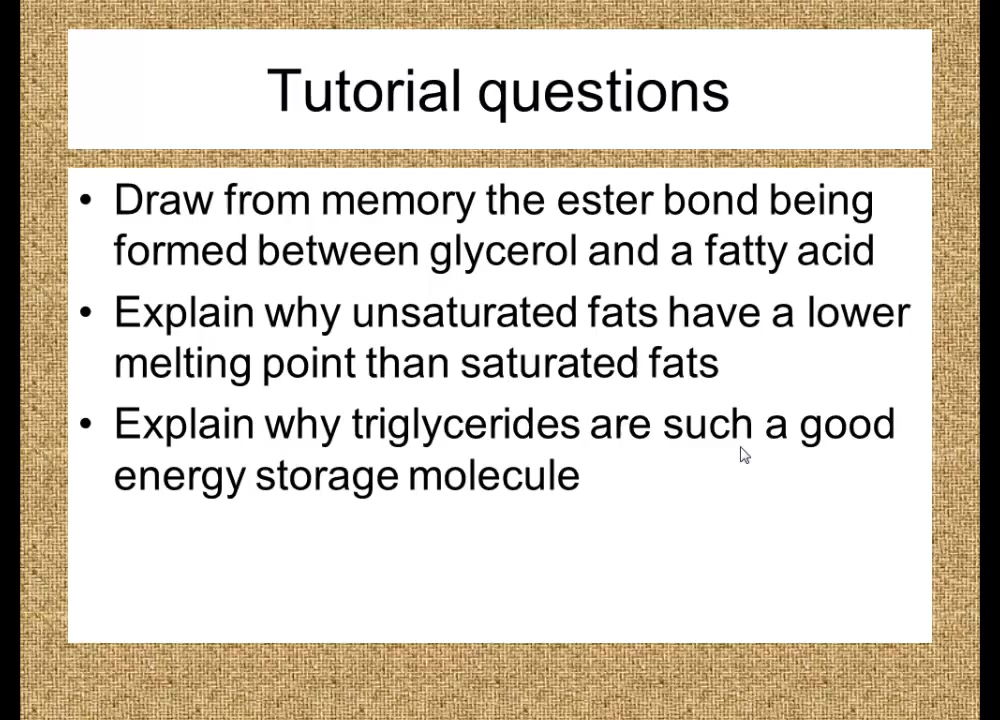 Tutorial questions
• Draw from memory the ester bond being
formed between glycerol and a fatty acid
• Explain why unsaturated fats have a lower
melting point than saturated fats
• Explain why triglycerides are such a good
energy storage molecule